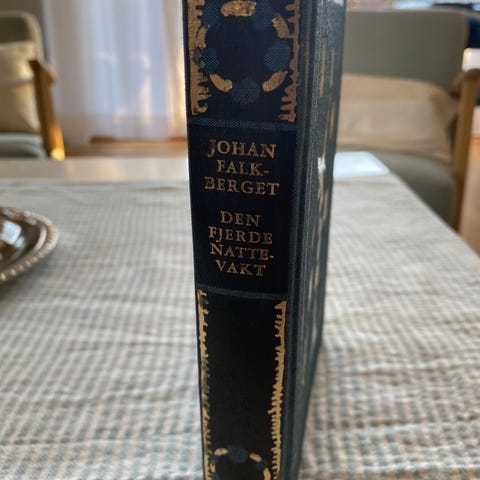 JOHAN
FALK-
BERGET
DEN
FJERDE
NATTE-
VAKT